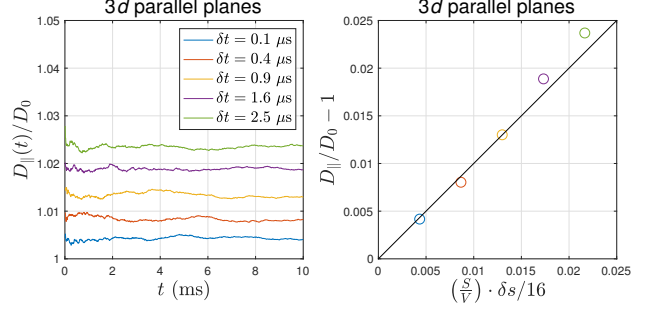 3d parallel planes
1.05
1.04
1.03
1.02
1.01
1
D∥(t)/D₀
δt = 0.1 μs
δt = 0.4 μs
δt = 0.9 μs
δt = 1.6 μs
δt = 2.5 μs
0 2 4 6 8 10
t (ms)
3d parallel planes
0.025
0.02
0.015
0.01
0.005
0
D∥/D₀ − 1
0 0.005 0.01 0.015 0.02 0.025
(S/V) · δs/16